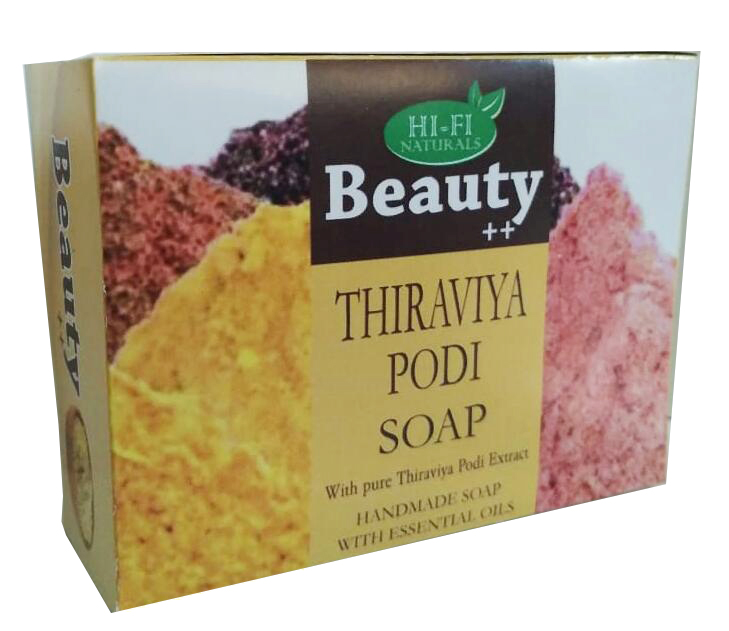 HI-FI
NATURALS
Beauty
++
THIRAVIYA
PODI
SOAP
With pure Thiraviya Podi Extract
HANDMADE SOAP
WITH ESSENTIAL OILS
Beauty
++